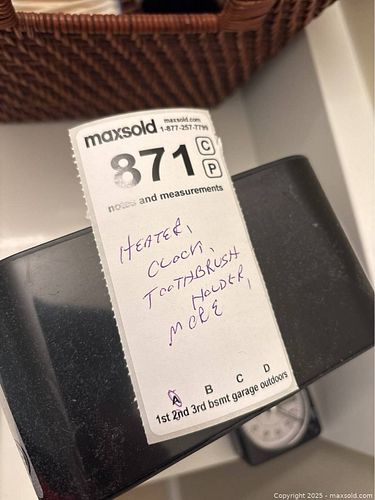 maxsold maxsold.com
1-877-257-7795
871 C
P
notes and measurements
HEATER,
CLOCK,
TOOTHBRUSH
HOLDER,
MORE
A B C D
1st 2nd 3rd bsmt garage outdoors
Copyright 2025 - maxsold.com